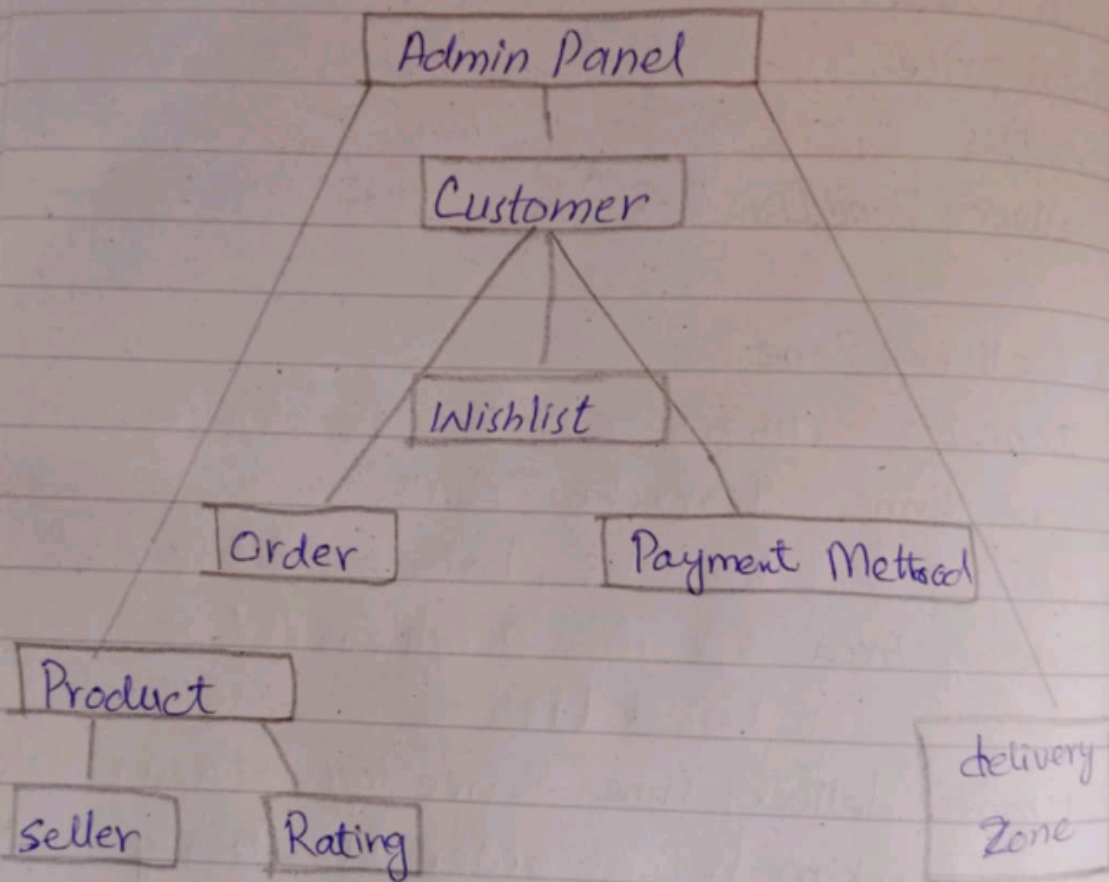 Admin Panel
Customer
Wishlist
Order
Payment Method
Product
delivery
Zone
seller
Rating